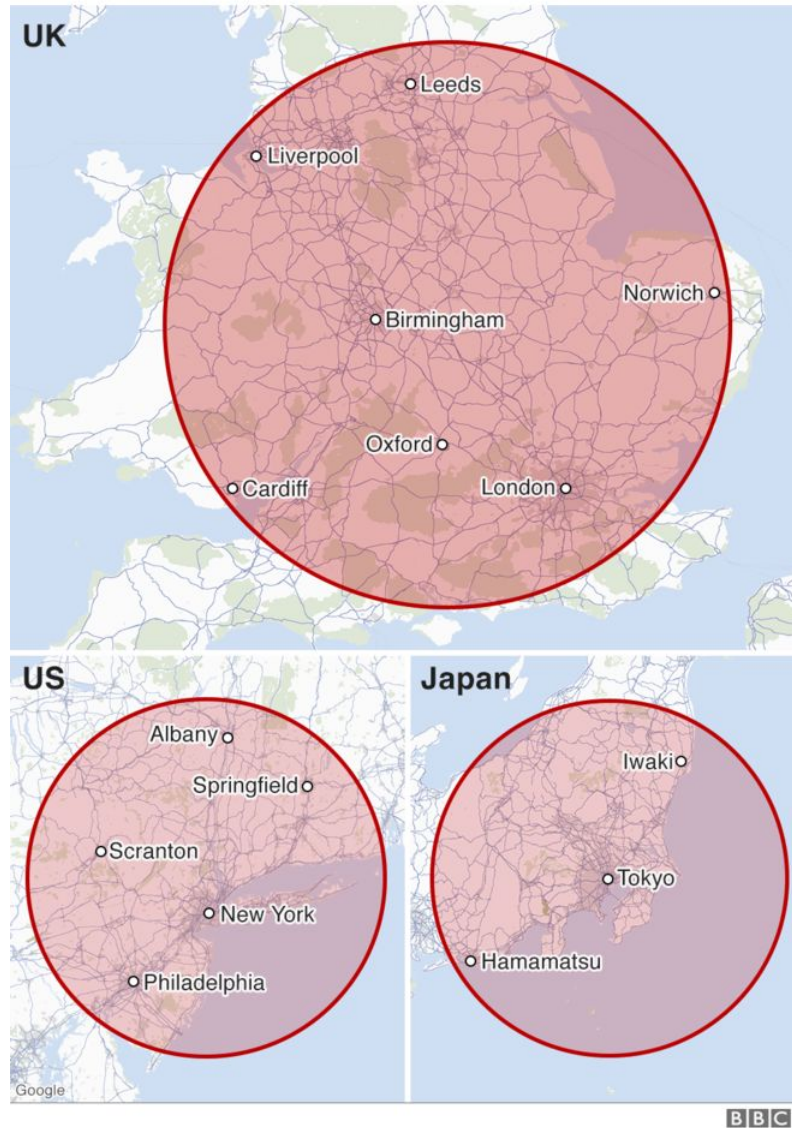 UK
Leeds
Liverpool
Norwich
Birmingham
Oxford
London
Cardiff
US
Albany
Springfield
Scranton
New York
Philadelphia
Google
Japan
Iwaki
Tokyo
Hamamatsu
BBC